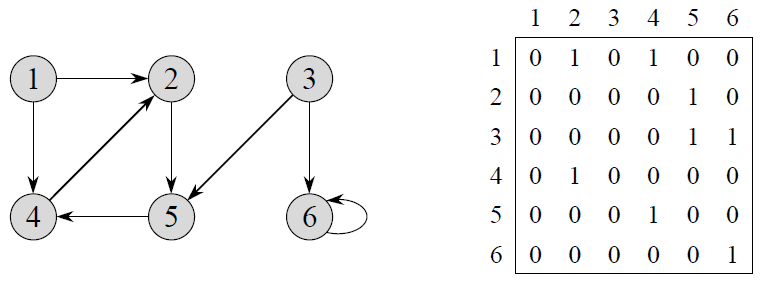 1 2 3
4 5 6
1 2 3 4 5 6
1 0 1 0 1 0 0
2 0 0 0 0 1 0
3 0 0 0 0 1 1
4 0 1 0 0 0 0
5 0 0 0 1 0 0
6 0 0 0 0 0 1